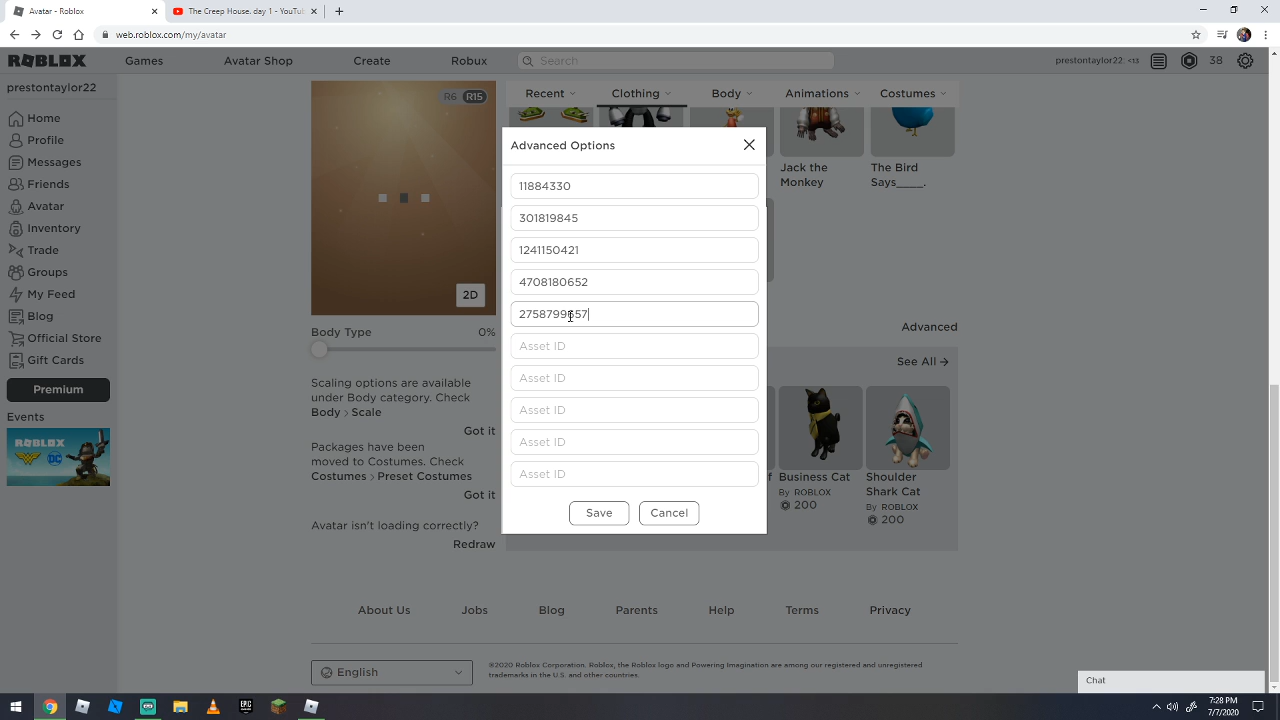 Avatar - Roblox
The Creep House. day 1 - YouTube
web.roblox.com/my/avatar
ROBLOX
Games
Avatar Shop
Create
Robux
Search
prestontaylor22: <13
38
prestontaylor22
Home
Profile
Messages
Friends
Avatar
Inventory
Trade
Groups
My Feed
Blog
Official Store
Gift Cards
Premium
Events
ROBLOX
R6
R15
2D
Body Type
0%
Scaling options are available
under Body category. Check
Body > Scale
Got it
Packages have been
moved to Costumes. Check
Costumes > Preset Costumes
Got it
Avatar isn't loading correctly?
Redraw
Recent
Clothing
Body
Animations
Costumes
Jack the
Monkey
The Bird
Says____.
Advanced Options
11884330
301819845
1241150421
4708180652
2758799657
Asset ID
Asset ID
Asset ID
Asset ID
Asset ID
Save
Cancel
Advanced
See All
f
Business Cat
By ROBLOX
200
Shoulder
Shark Cat
By ROBLOX
200
About Us
Jobs
Blog
Parents
Help
Terms
Privacy
English
©2020 Roblox Corporation. Roblox, the Roblox logo and Powering Imagination are among our registered and unregistered
trademarks in the U.S. and other countries.
Chat
EPIC
7:28 PM
7/7/2020